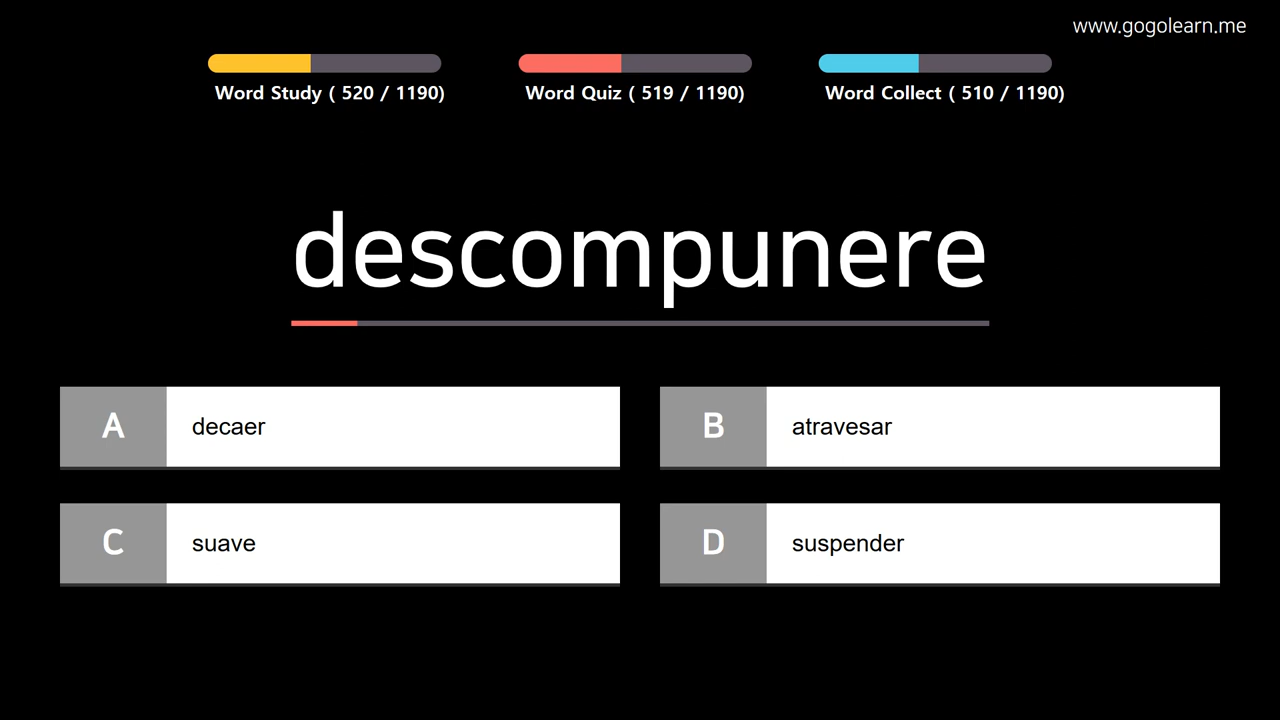 www.gogolearn.me
Word Study ( 520 / 1190)
Word Quiz ( 519 / 1190)
Word Collect ( 510 / 1190)
descompunere
A decaer
B atravesar
C suave
D suspender